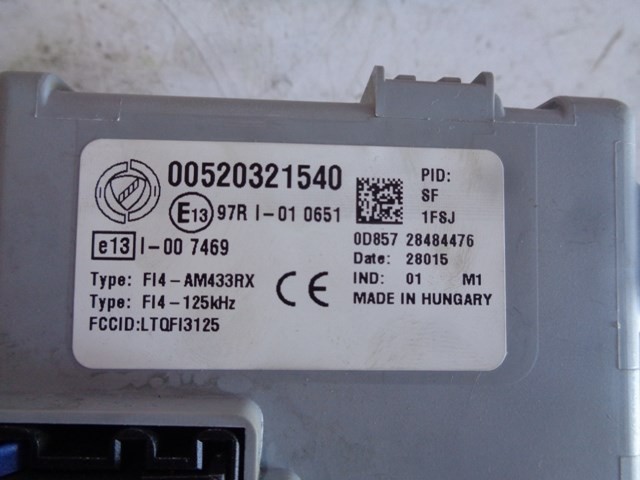 00520321540
E13 97R I-01 0651
e13 I-00 7469
Type: FI4-AM433RX
Type: FI4-125kHz
FCCID:LTQFI3125
CE
PID:
SF
1FSJ
0D857 28484476
Date: 28015
IND: 01 M1
MADE IN HUNGARY